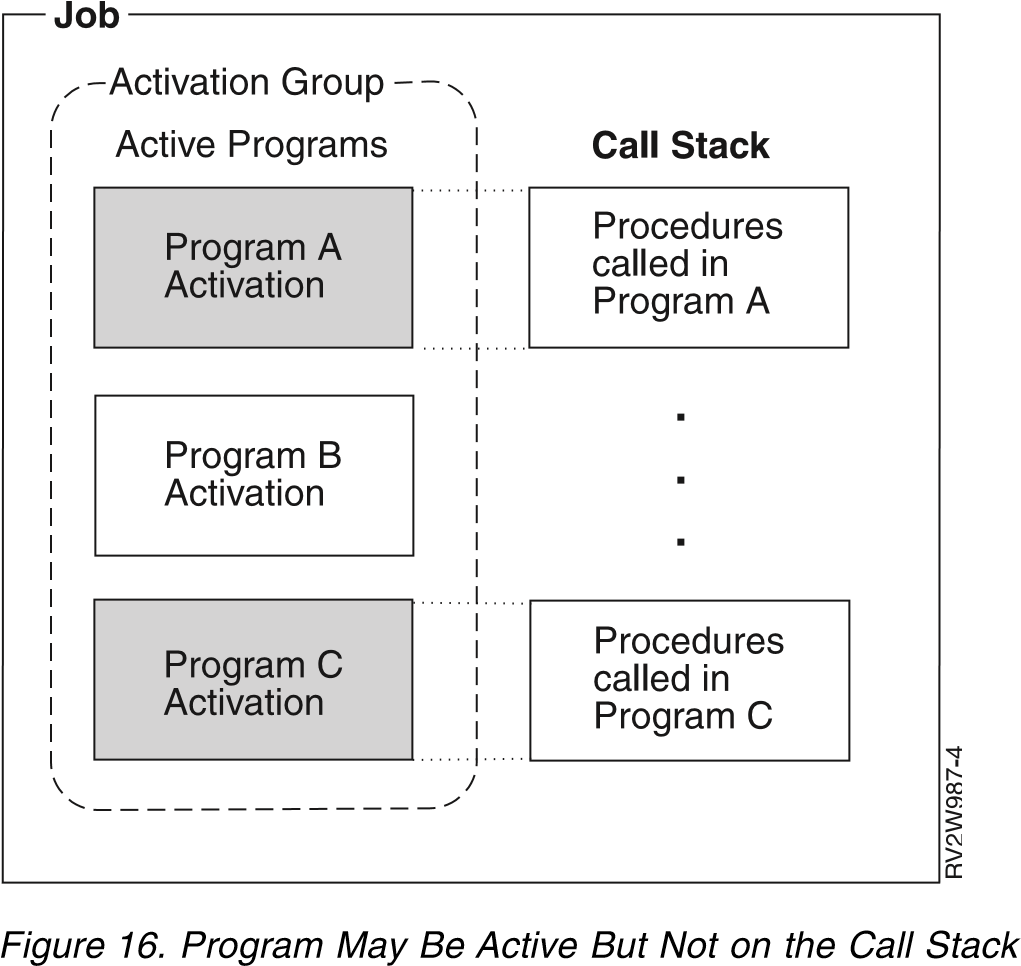 Job
Activation Group
Active Programs
Call Stack
Program A
Activation
Procedures
called in
Program A
Program B
Activation
.
.
.
Program C
Activation
Procedures
called in
Program C
RV2W987-4
Figure 16. Program May Be Active But Not on the Call Stack